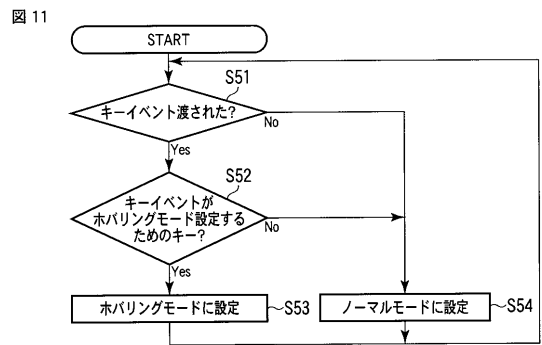 図 11
START
S51
キーイベント渡された?
No
Yes
S52
キーイベントが
ホバリングモード設定する
ためのキー?
No
Yes
ホバリングモードに設定
S53
ノーマルモードに設定
S54